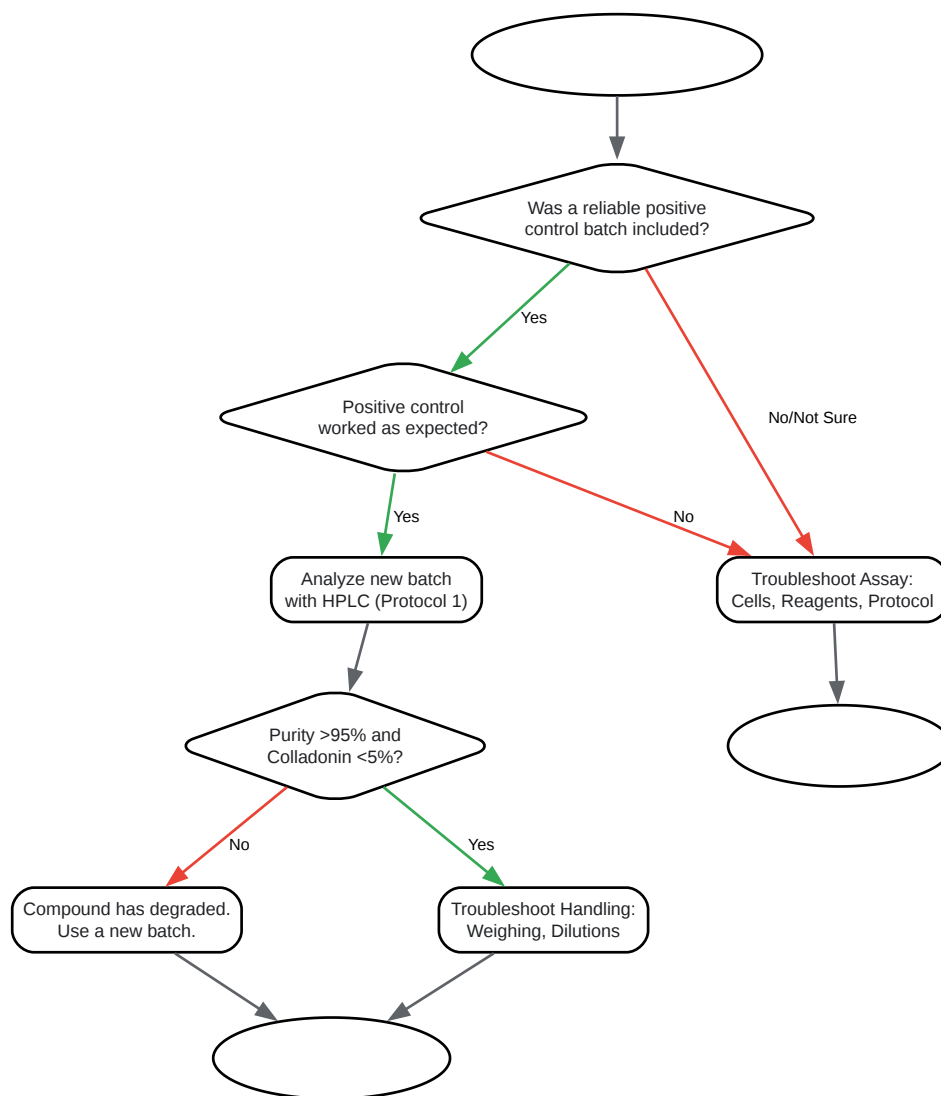 Was a reliable positive
control batch included?
Yes
No/Not Sure
Positive control
worked as expected?
Yes
No
Analyze new batch
with HPLC (Protocol 1)
Troubleshoot Assay:
Cells, Reagents, Protocol
Purity >95% and
Colladonin <5%?
No
Yes
Compound has degraded.
Use a new batch.
Troubleshoot Handling:
Weighing, Dilutions